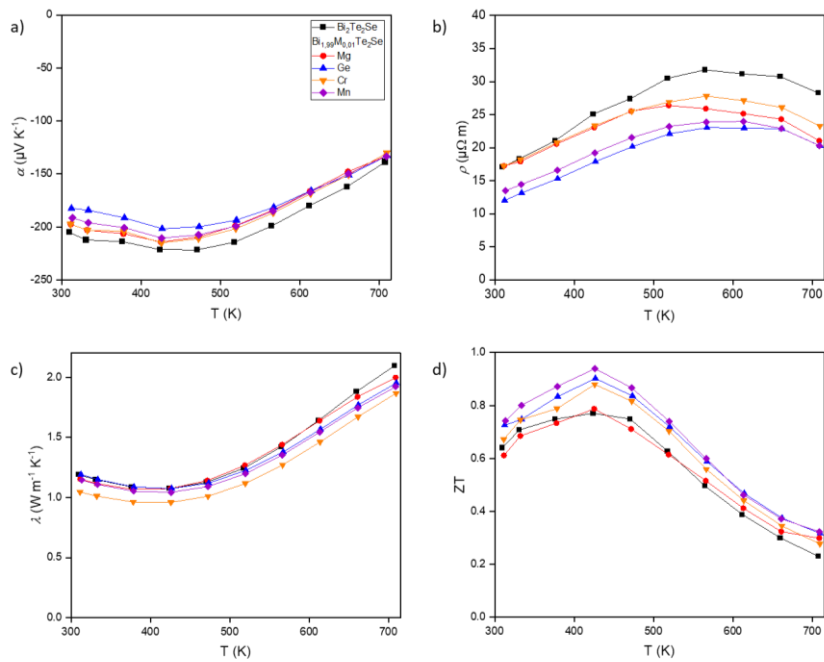 a)
0
-50
-100
-150
-200
-250
α (µV K⁻¹)
300 400 500 600 700
T (K)
Bi₂Te₂Se
Bi₁,₉₉M₀,₀₁Te₂Se
Mg
Ge
Cr
Mn
b)
40
35
30
25
20
15
10
5
0
ρ (µΩ m)
300 400 500 600 700
T (K)
c)
2.0
1.5
1.0
0.5
0.0
λ (W m⁻¹ K⁻¹)
300 400 500 600 700
T (K)
d)
1.0
0.8
0.6
0.4
0.2
0.0
ZT
300 400 500 600 700
T (K)